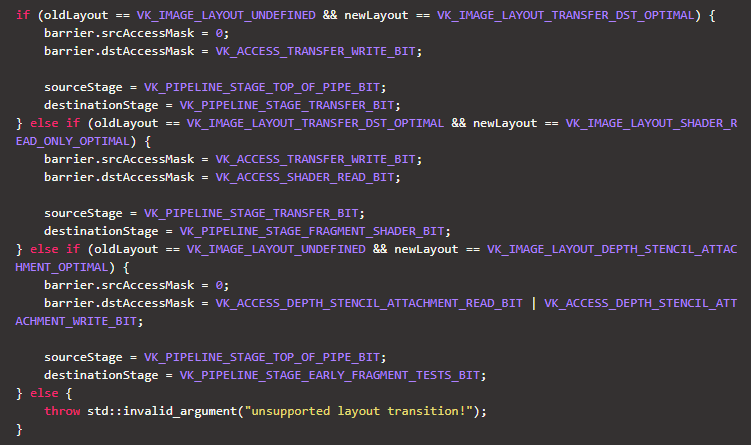 if (oldLayout == VK_IMAGE_LAYOUT_UNDEFINED && newLayout == VK_IMAGE_LAYOUT_TRANSFER_DST_OPTIMAL) {
    barrier.srcAccessMask = 0;
    barrier.dstAccessMask = VK_ACCESS_TRANSFER_WRITE_BIT;

    sourceStage = VK_PIPELINE_STAGE_TOP_OF_PIPE_BIT;
    destinationStage = VK_PIPELINE_STAGE_TRANSFER_BIT;
} else if (oldLayout == VK_IMAGE_LAYOUT_TRANSFER_DST_OPTIMAL && newLayout == VK_IMAGE_LAYOUT_SHADER_R
EAD_ONLY_OPTIMAL) {
    barrier.srcAccessMask = VK_ACCESS_TRANSFER_WRITE_BIT;
    barrier.dstAccessMask = VK_ACCESS_SHADER_READ_BIT;

    sourceStage = VK_PIPELINE_STAGE_TRANSFER_BIT;
    destinationStage = VK_PIPELINE_STAGE_FRAGMENT_SHADER_BIT;
} else if (oldLayout == VK_IMAGE_LAYOUT_UNDEFINED && newLayout == VK_IMAGE_LAYOUT_DEPTH_STENCIL_ATTAC
HMENT_OPTIMAL) {
    barrier.srcAccessMask = 0;
    barrier.dstAccessMask = VK_ACCESS_DEPTH_STENCIL_ATTACHMENT_READ_BIT | VK_ACCESS_DEPTH_STENCIL_ATT
ACHMENT_WRITE_BIT;

    sourceStage = VK_PIPELINE_STAGE_TOP_OF_PIPE_BIT;
    destinationStage = VK_PIPELINE_STAGE_EARLY_FRAGMENT_TESTS_BIT;
} else {
    throw std::invalid_argument("unsupported layout transition!");
}